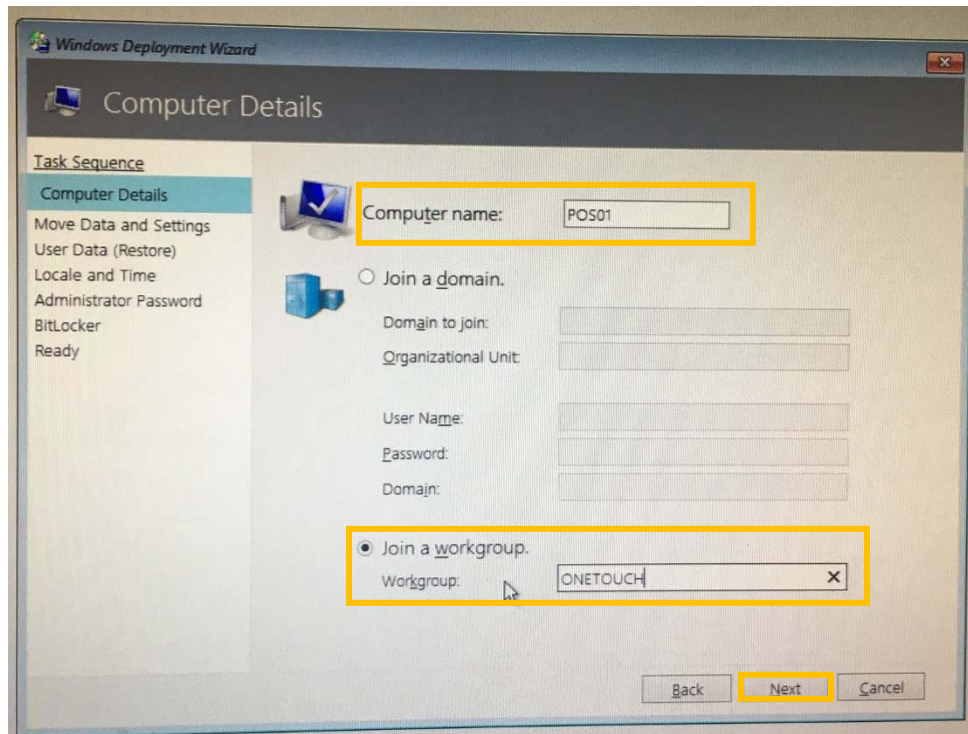 Windows Deployment Wizard
Computer Details
Task Sequence
Computer Details
Move Data and Settings
User Data (Restore)
Locale and Time
Administrator Password
BitLocker
Ready
Computer name: POS01
Join a domain.
Domain to join:
Organizational Unit:
User Name:
Password:
Domain:
Join a workgroup.
Workgroup: ONETOUCH
Back Next Cancel